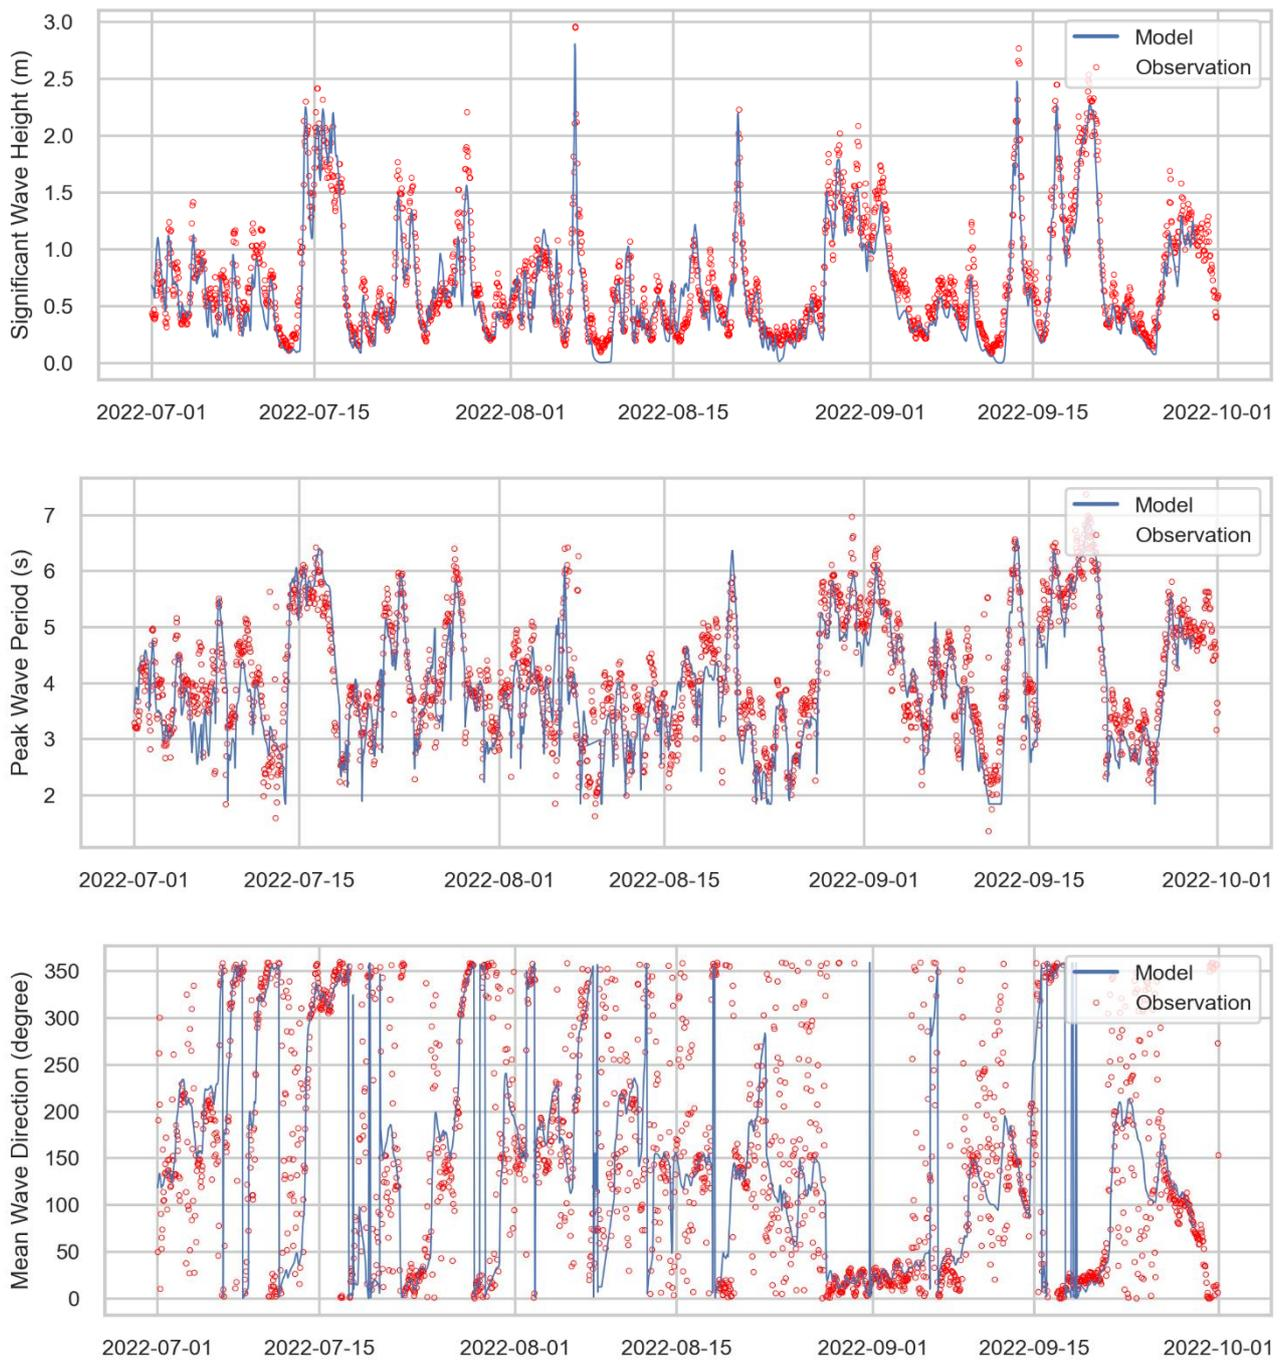 Significant Wave Height (m)
3.0
2.5
2.0
1.5
1.0
0.5
0.0
Model
Observation
2022-07-01 2022-07-15 2022-08-01 2022-08-15 2022-09-01 2022-09-15 2022-10-01
Peak Wave Period (s)
7
6
5
4
3
2
Model
Observation
2022-07-01 2022-07-15 2022-08-01 2022-08-15 2022-09-01 2022-09-15 2022-10-01
Mean Wave Direction (degree)
350
300
250
200
150
100
50
0
Model
Observation
2022-07-01 2022-07-15 2022-08-01 2022-08-15 2022-09-01 2022-09-15 2022-10-01